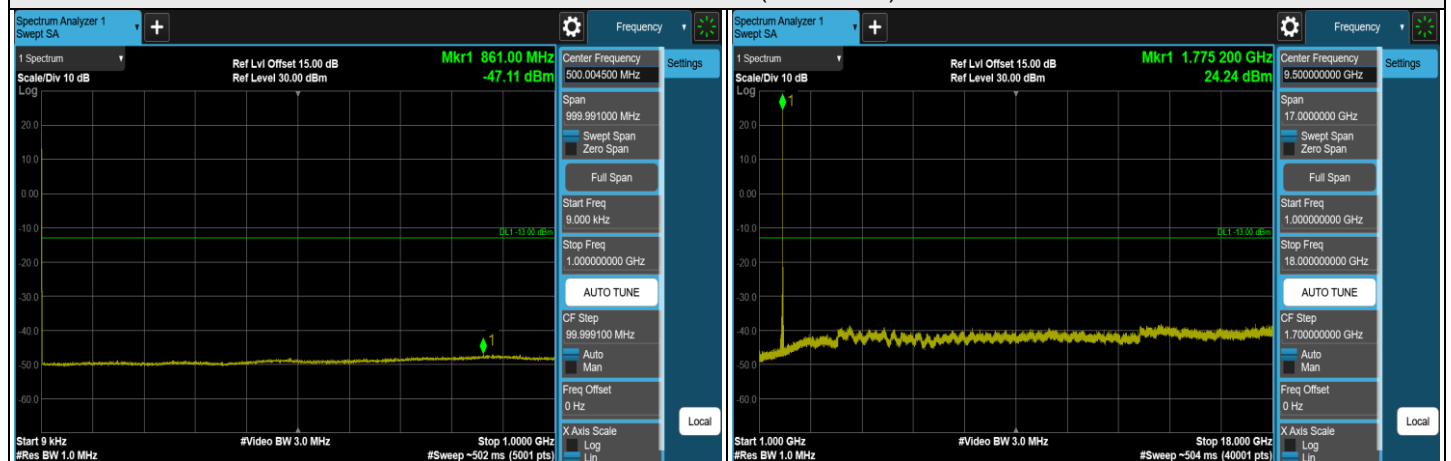 Spectrum Analyzer 1
Swept SA
Frequency
1 Spectrum
Scale/Div 10 dB
Ref Lvl Offset 15.00 dB
Ref Level 30.00 dBm
Mkr1 861.00 MHz
-47.11 dBm
Log
20.0
10.0
0.00
-10.0
-20.0
-30.0
-40.0
-50.0
-60.0
1
DL1 -13.00 dBm
Start 9 kHz
#Res BW 1.0 MHz
#Video BW 3.0 MHz
Stop 1.0000 GHz
#Sweep ~502 ms (5001 pts)
Center Frequency
500.004500 MHz
Span
999.991000 MHz
Swept Span
Zero Span
Full Span
Start Freq
9.000 kHz
Stop Freq
1.000000000 GHz
AUTO TUNE
CF Step
99.999100 MHz
Auto
Man
Freq Offset
0 Hz
X Axis Scale
Log
Lin
Settings
Local
Spectrum Analyzer 1
Swept SA
Frequency
1 Spectrum
Scale/Div 10 dB
Ref Lvl Offset 15.00 dB
Ref Level 30.00 dBm
Mkr1 1.775 200 GHz
24.24 dBm
Log
1
20.0
10.0
0.00
-10.0
-20.0
-30.0
-40.0
-50.0
-60.0
DL1 -13.00 dBm
Start 1.000 GHz
#Res BW 1.0 MHz
#Video BW 3.0 MHz
Stop 18.000 GHz
#Sweep ~504 ms (40001 pts)
Center Frequency
9.500000000 GHz
Span
17.0000000 GHz
Swept Span
Zero Span
Full Span
Start Freq
1.000000000 GHz
Stop Freq
18.000000000 GHz
AUTO TUNE
CF Step
1.700000000 GHz
Auto
Man
Freq Offset
0 Hz
X Axis Scale
Log
Lin
Settings
Local